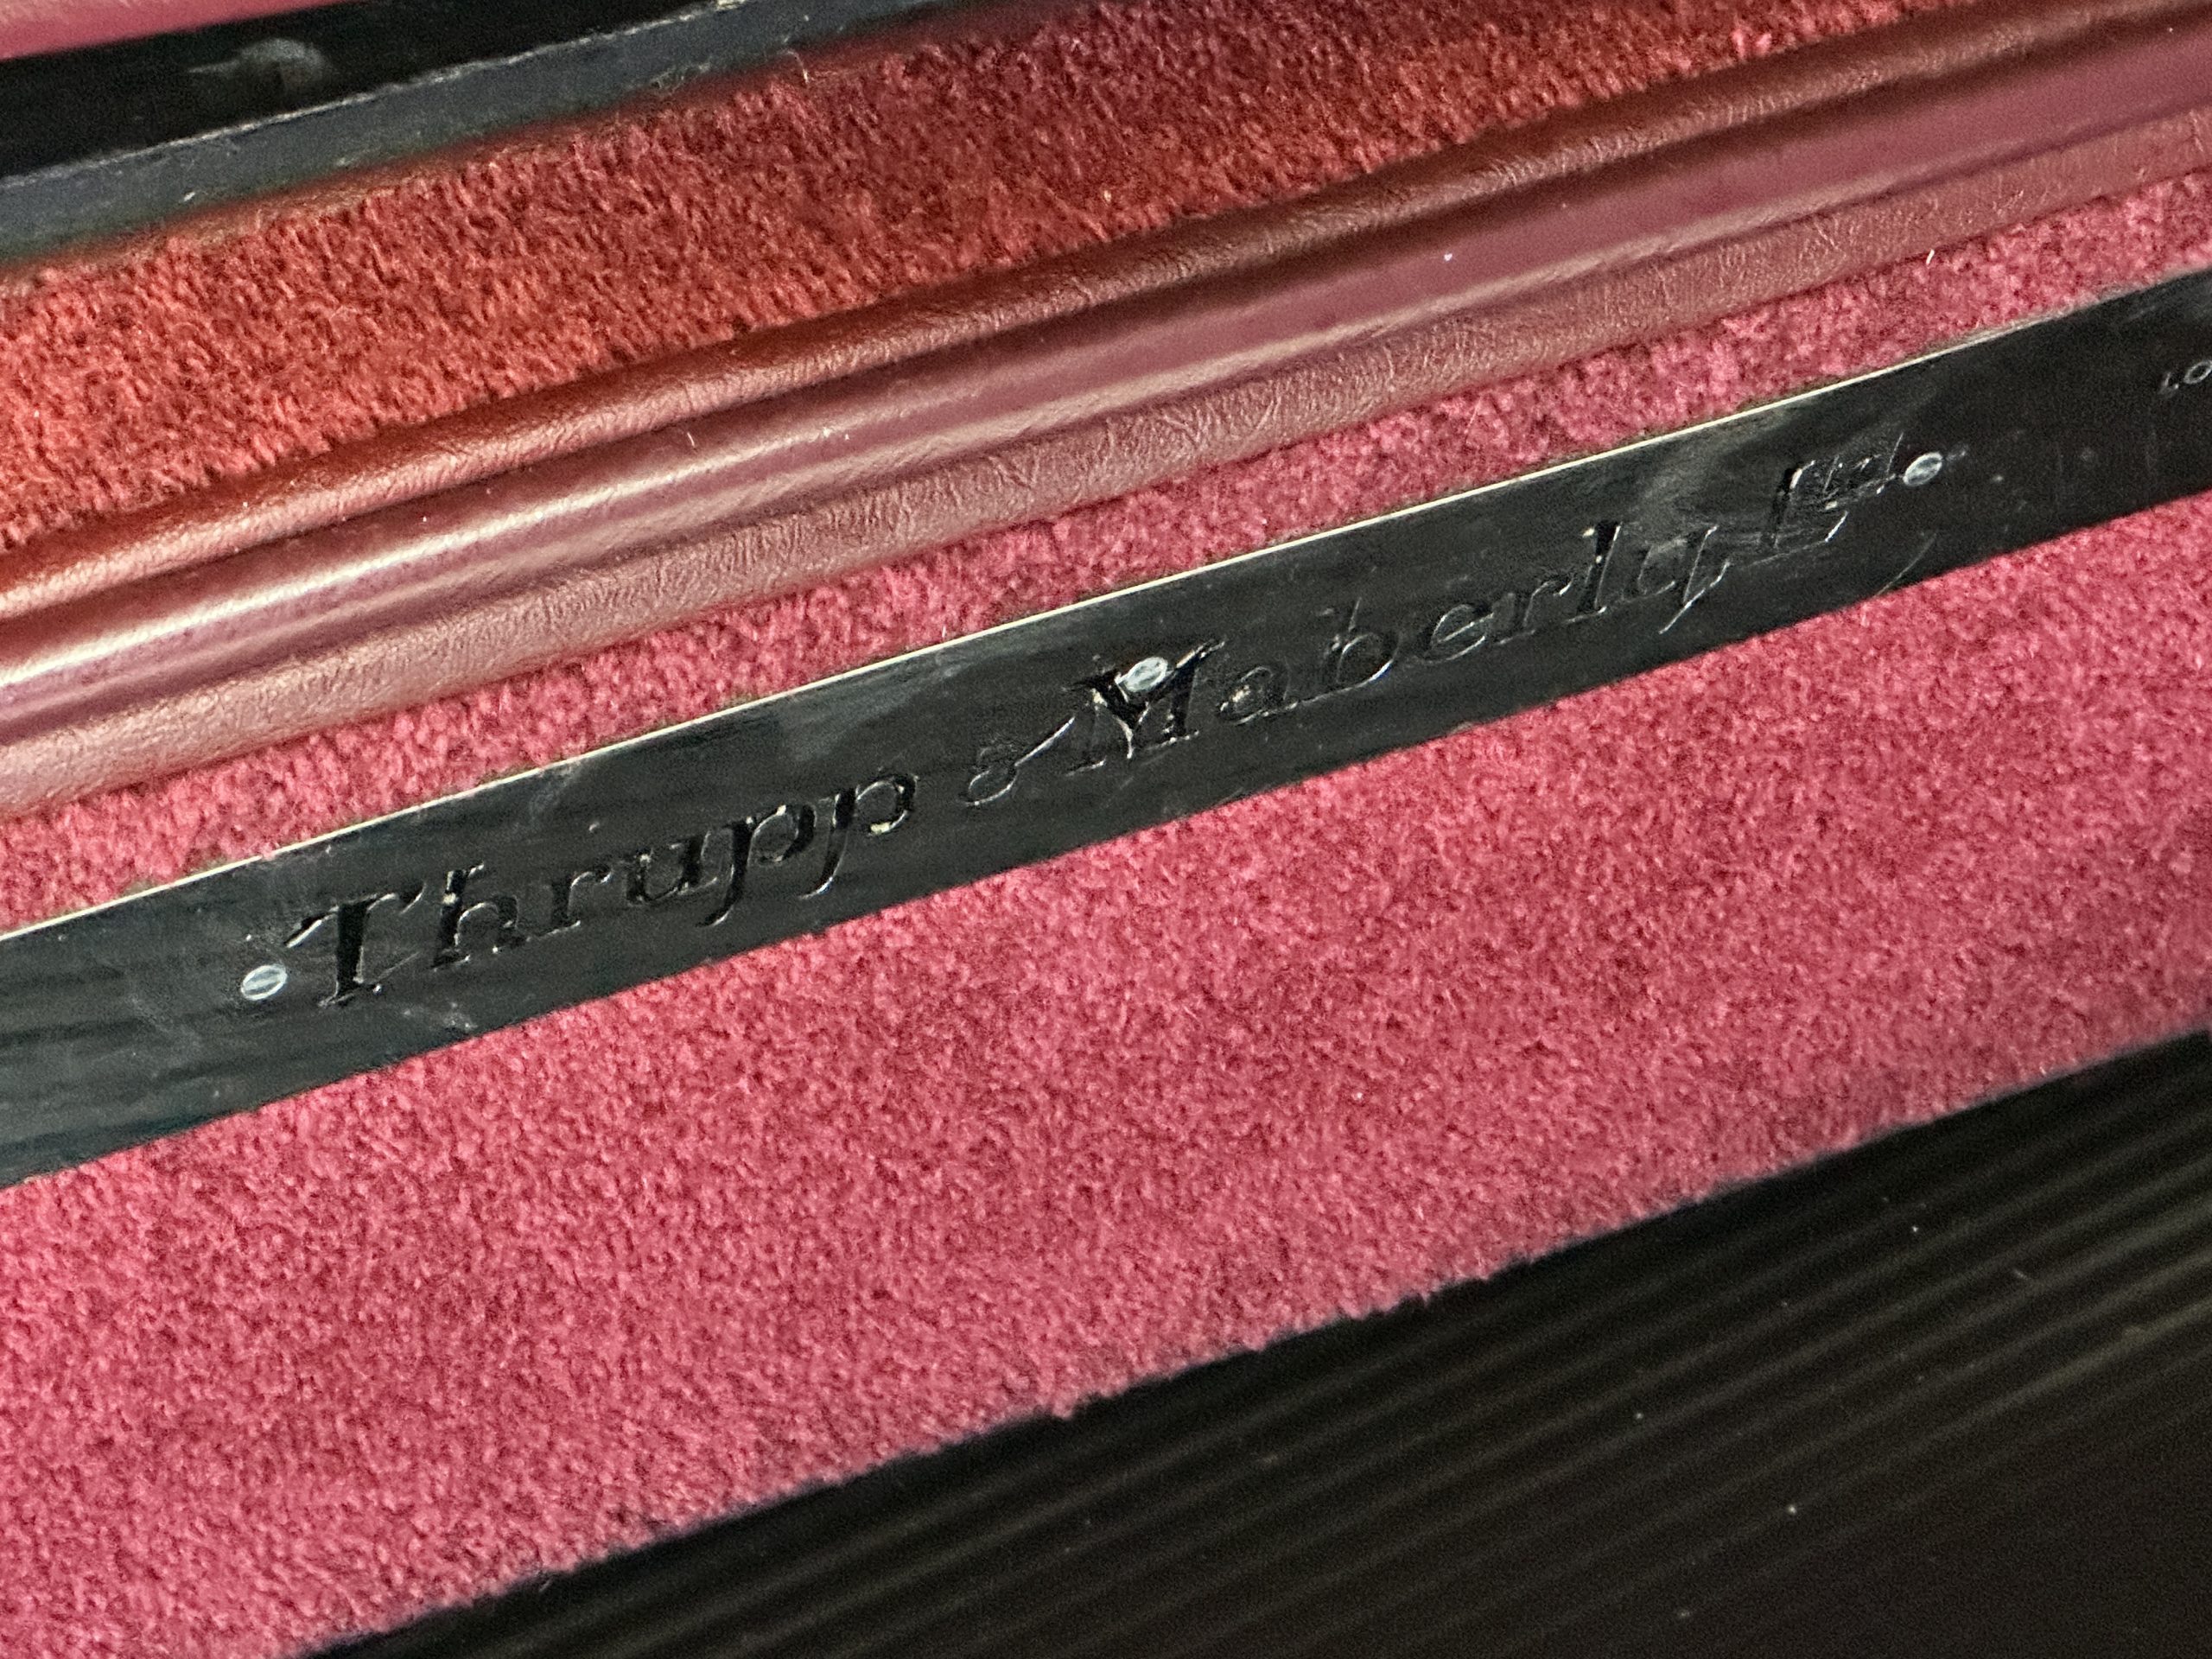 Thrupp & Maberly Ltd